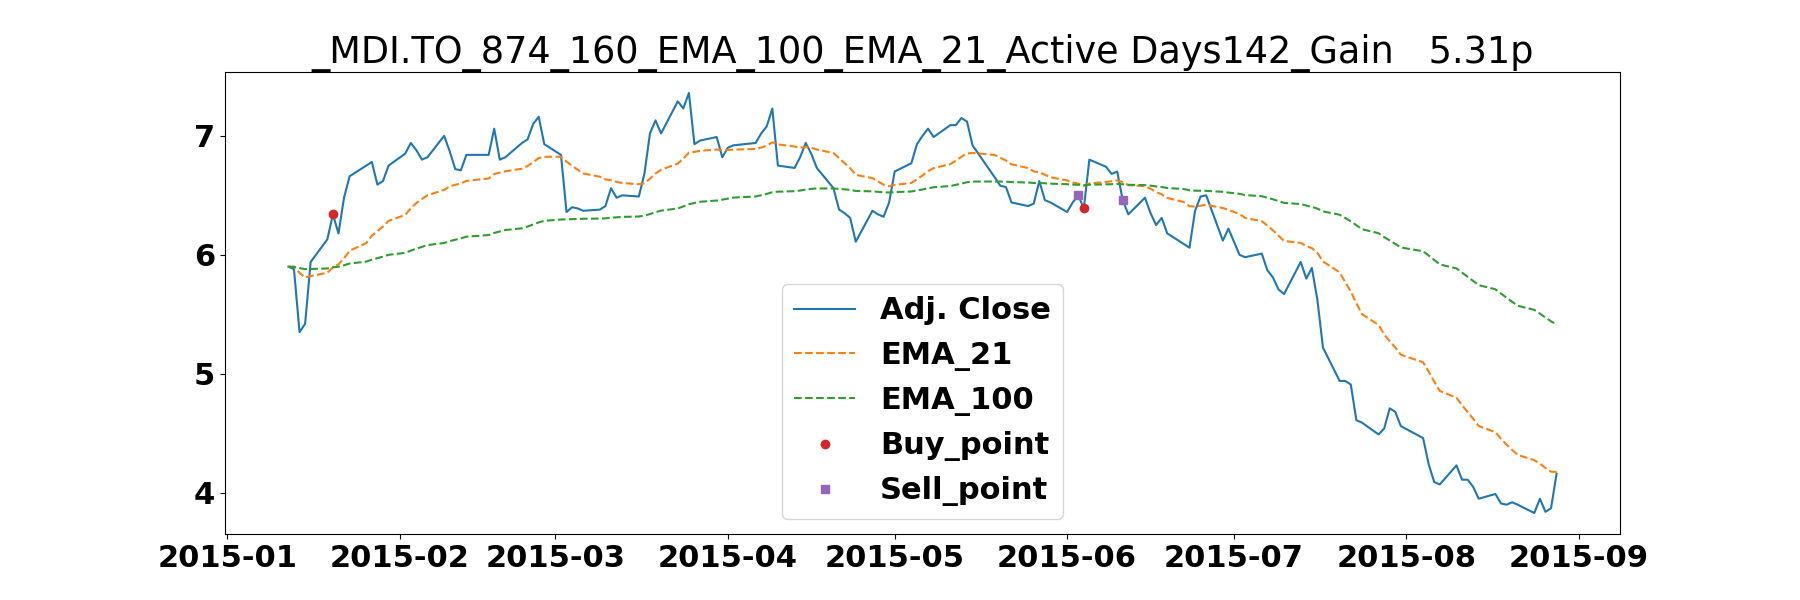 _MDI.TO_874_160_EMA_100_EMA_21_Active Days142_Gain   5.31p
7
6
5
4
Adj. Close
EMA_21
EMA_100
Buy_point
Sell_point
2015-01 2015-02 2015-03 2015-04 2015-05 2015-06 2015-07 2015-08 2015-09